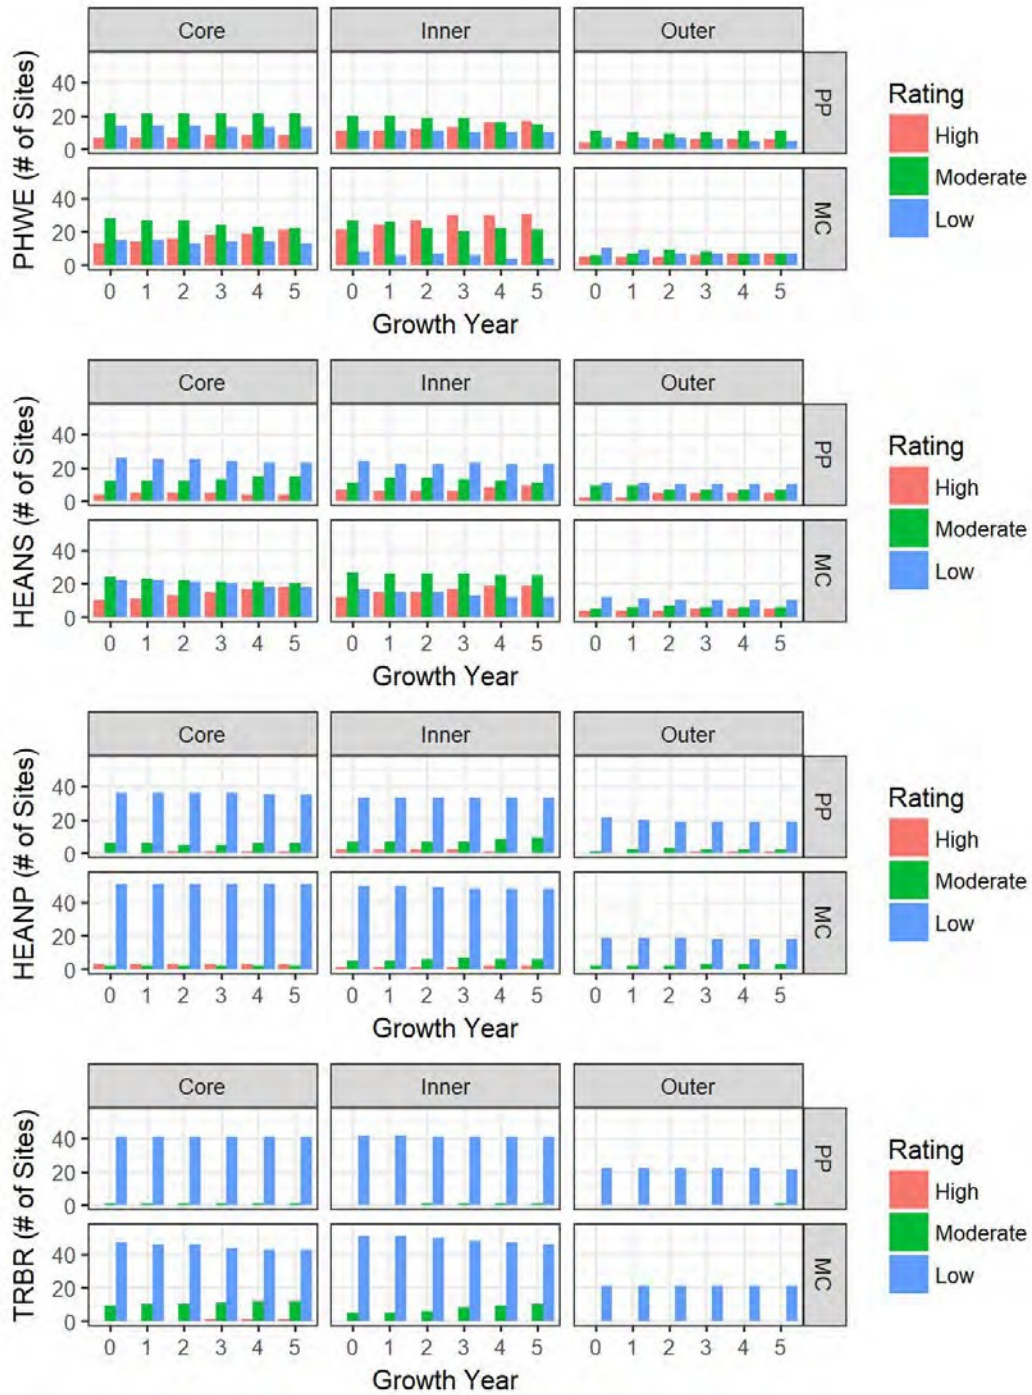 Core Inner Outer
PHWE (# of Sites)
40
20
0
PP
40
20
0
MC
0 1 2 3 4 5 0 1 2 3 4 5 0 1 2 3 4 5
Growth Year
Rating
High
Moderate
Low
Core Inner Outer
HEANS (# of Sites)
40
20
0
PP
40
20
0
MC
0 1 2 3 4 5 0 1 2 3 4 5 0 1 2 3 4 5
Growth Year
Rating
High
Moderate
Low
Core Inner Outer
HEANP (# of Sites)
40
20
0
PP
40
20
0
MC
0 1 2 3 4 5 0 1 2 3 4 5 0 1 2 3 4 5
Growth Year
Rating
High
Moderate
Low
Core Inner Outer
TRBR (# of Sites)
40
20
0
PP
40
20
0
MC
0 1 2 3 4 5 0 1 2 3 4 5 0 1 2 3 4 5
Growth Year
Rating
High
Moderate
Low